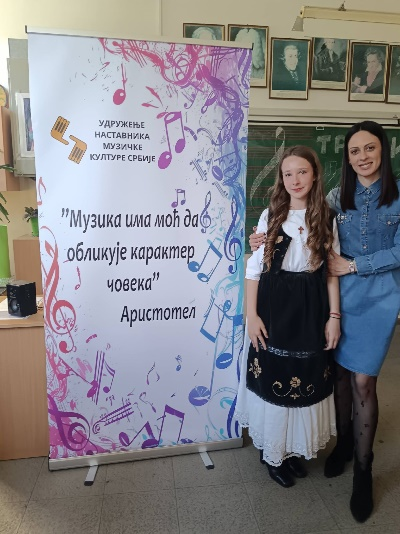 УДРУЖЕЊЕ
НАСТАВНИКА
МУЗИЧКЕ
КУЛТУРЕ СРБИЈЕ
"Музика има моћ да
обликује карактер
човека"
Аристотел